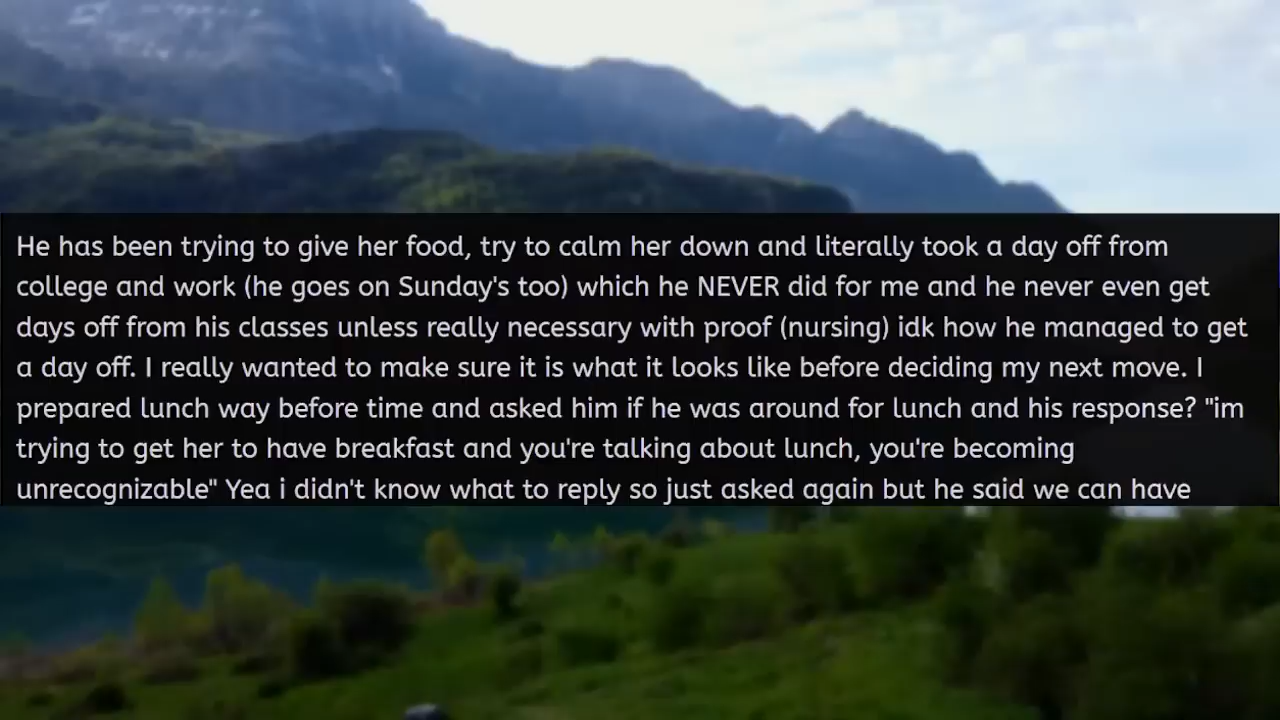 He has been trying to give her food, try to calm her down and literally took a day off from
college and work (he goes on Sunday's too) which he NEVER did for me and he never even get
days off from his classes unless really necessary with proof (nursing) idk how he managed to get
a day off. I really wanted to make sure it is what it looks like before deciding my next move. I
prepared lunch way before time and asked him if he was around for lunch and his response? "im
trying to get her to have breakfast and you're talking about lunch, you're becoming
unrecognizable" Yea i didn't know what to reply so just asked again but he said we can have